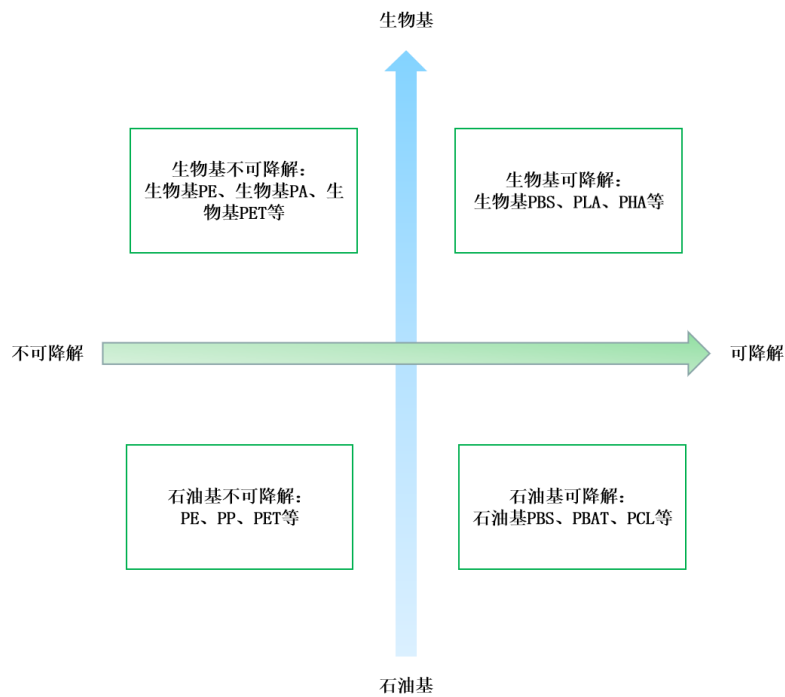 生物基
生物基不可降解：
生物基PE、生物基PA、生
物基PET等
生物基可降解：
生物基PBS、PLA、PHA等
不可降解
可降解
石油基不可降解：
PE、PP、PET等
石油基可降解：
石油基PBS、PBAT、PCL等
石油基